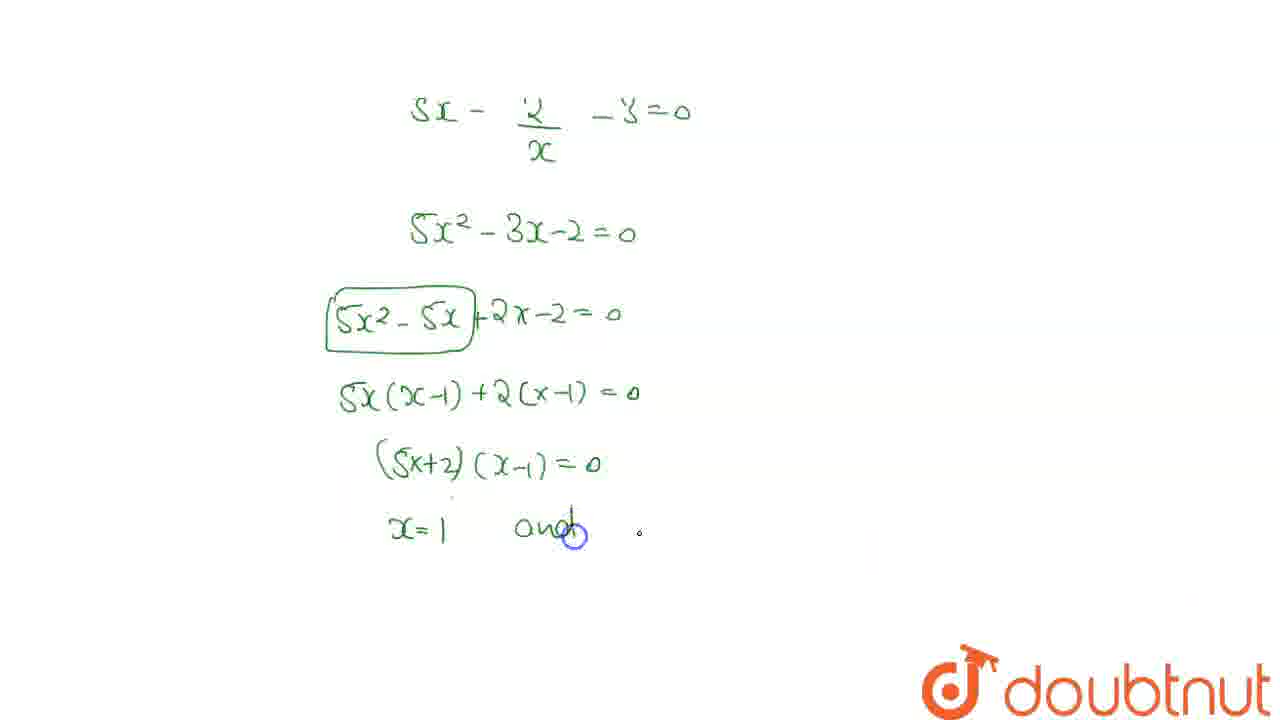 5x - 2/x - 3 = 0
5x² - 3x - 2 = 0
5x² - 5x + 2x - 2 = 0
5x(x-1) + 2(x-1) = 0
(5x+2)(x-1) = 0
x = 1 and
doubtnut